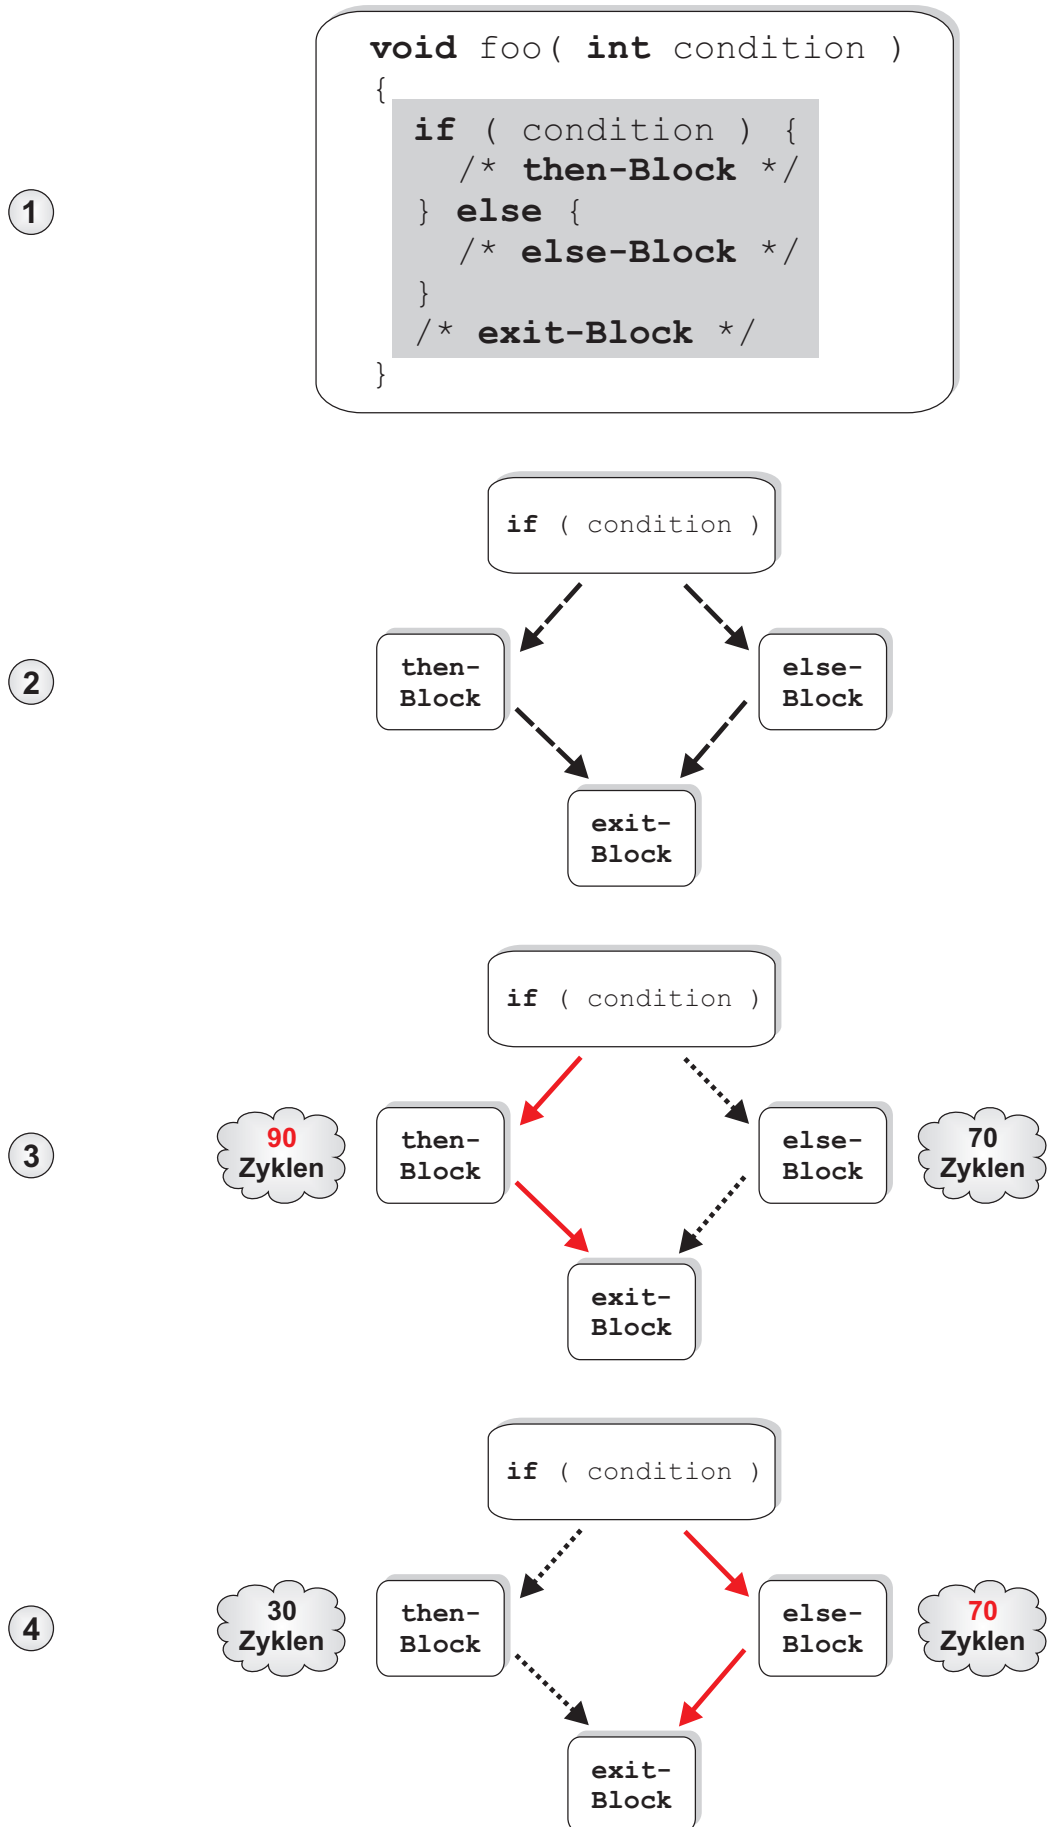 void foo( int condition )
{
if ( condition ) {
/* then-Block */
} else {
/* else-Block */
}
/* exit-Block */
}
1
if ( condition )
then-
Block
else-
Block
exit-
Block
2
if ( condition )
90
Zyklen
then-
Block
else-
Block
70
Zyklen
exit-
Block
3
if ( condition )
30
Zyklen
then-
Block
else-
Block
70
Zyklen
exit-
Block
4